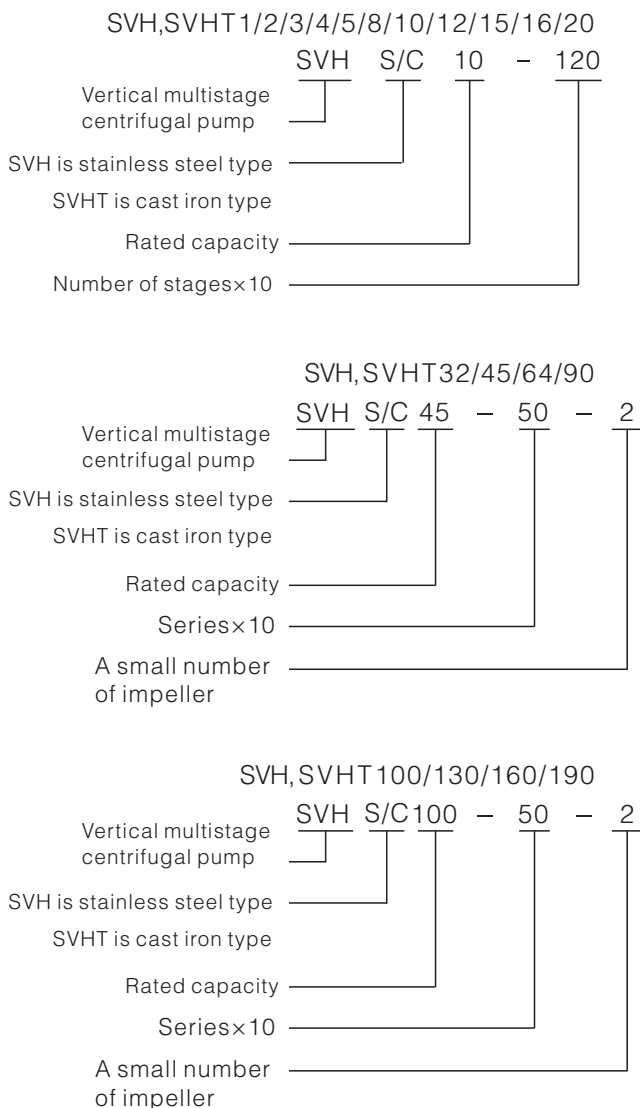 SVH,SVHT1/2/3/4/5/8/10/12/15/16/20
SVH S/C 10 – 120
Vertical multistage
centrifugal pump
SVH is stainless steel type
SVHT is cast iron type
Rated capacity
Number of stages×10
SVH,SVHT32/45/64/90
SVH S/C 45 – 50 – 2
Vertical multistage
centrifugal pump
SVH is stainless steel type
SVHT is cast iron type
Rated capacity
Series×10
A small number
of impeller
SVH,SVHT100/130/160/190
SVH S/C 100 – 50 – 2
Vertical multistage
centrifugal pump
SVH is stainless steel type
SVHT is cast iron type
Rated capacity
Series×10
A small number
of impeller